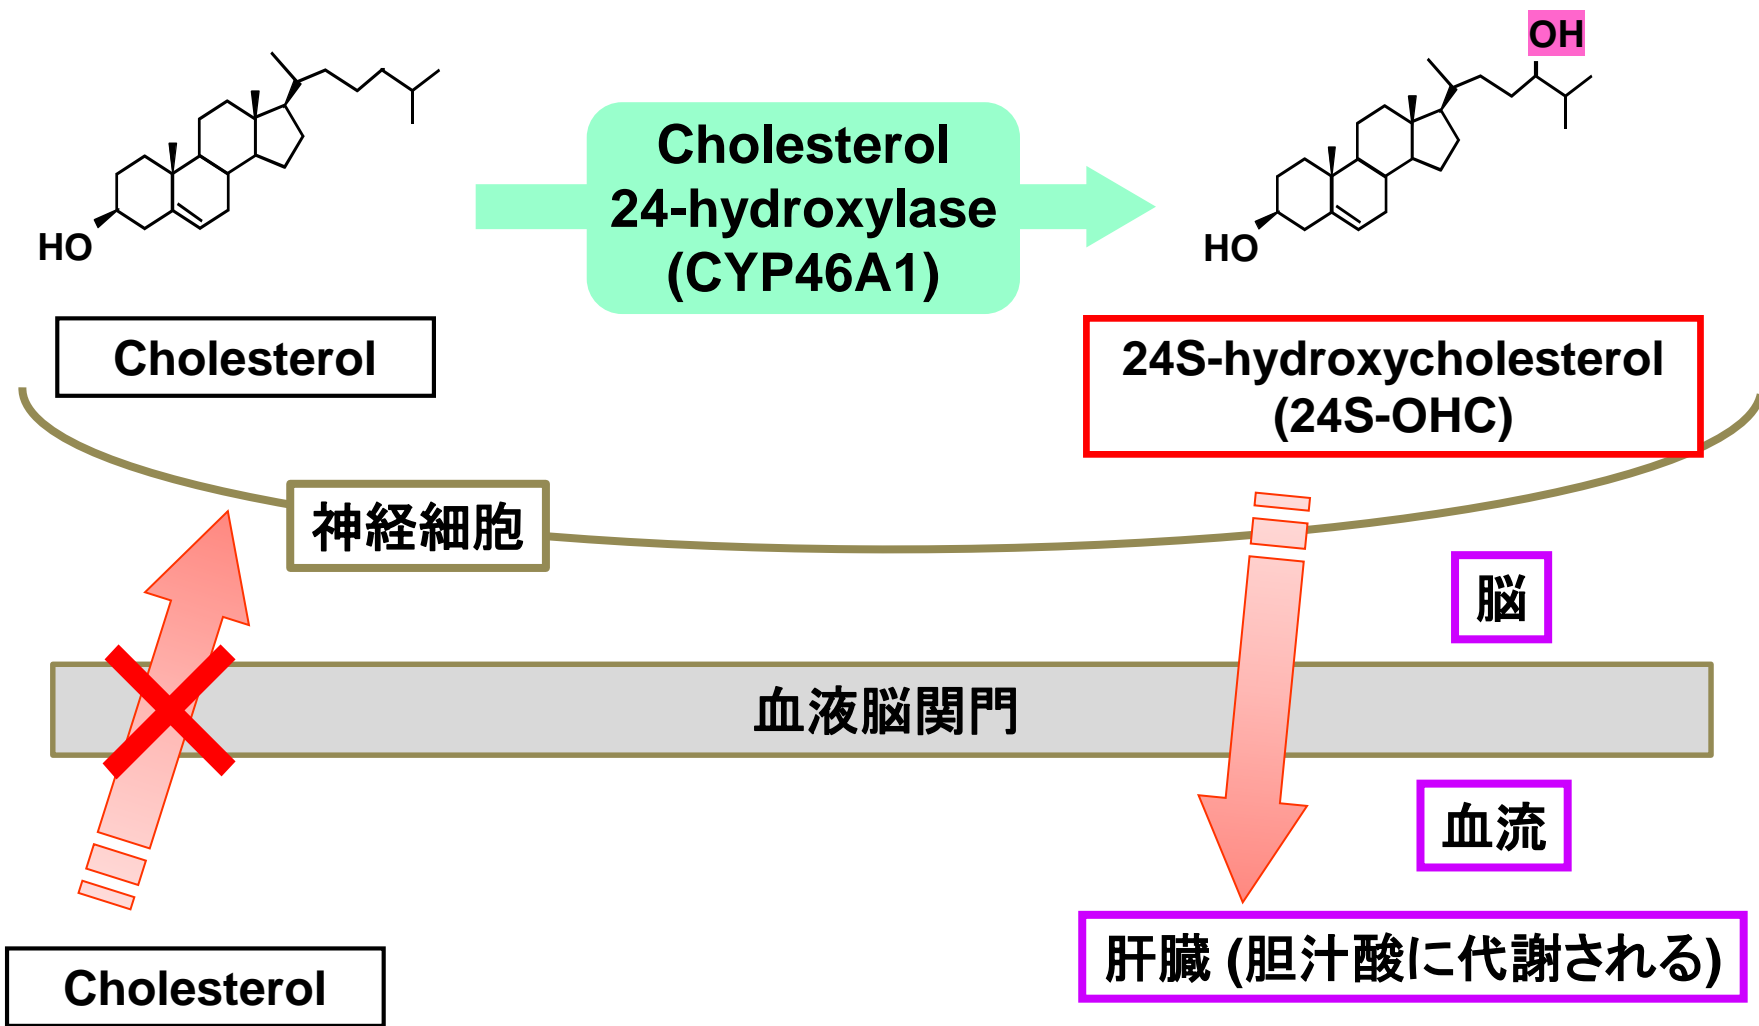 OH
HO
Cholesterol
24-hydroxylase
(CYP46A1)
HO
Cholesterol
24S-hydroxycholesterol
(24S-OHC)
神経細胞
脳
血液脳関門
血流
肝臓 (胆汁酸に代謝される)
Cholesterol